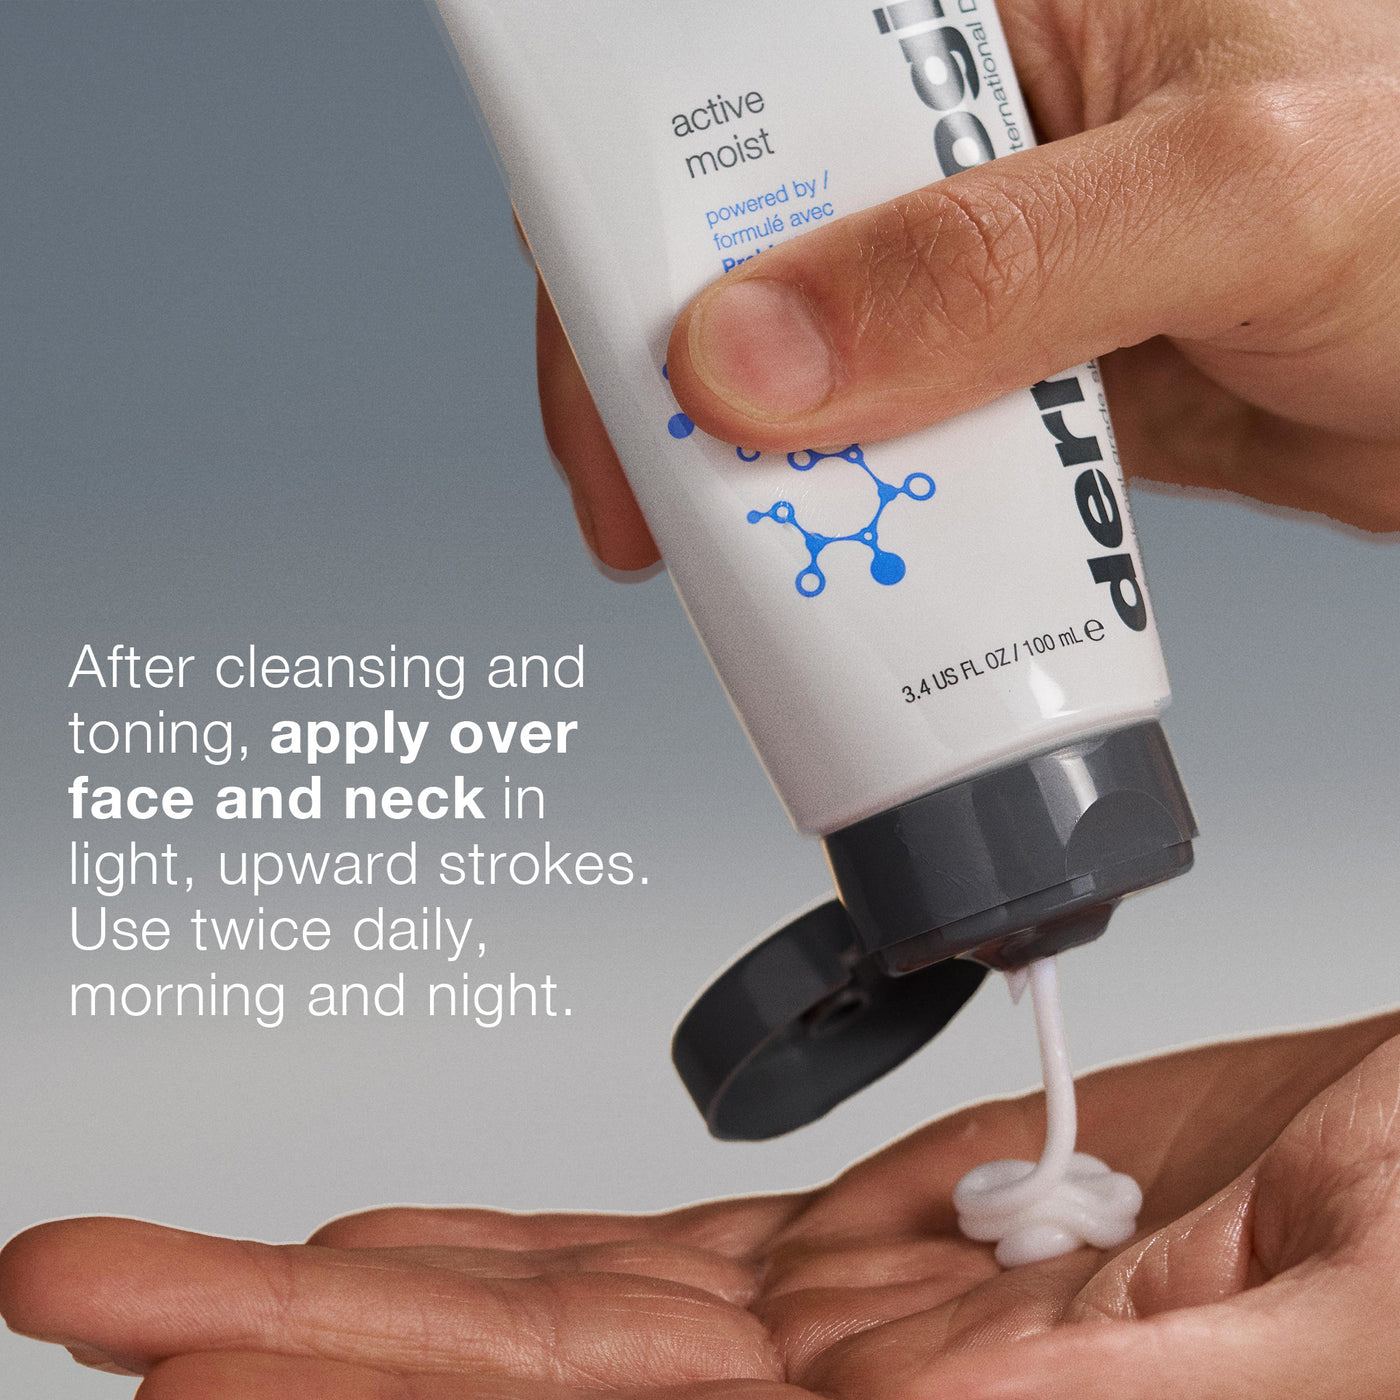 active
moist
powered by /
formulé avec
3.4 US FL OZ / 100 mL e
After cleansing and
toning, apply over
face and neck in
light, upward strokes.
Use twice daily,
morning and night.